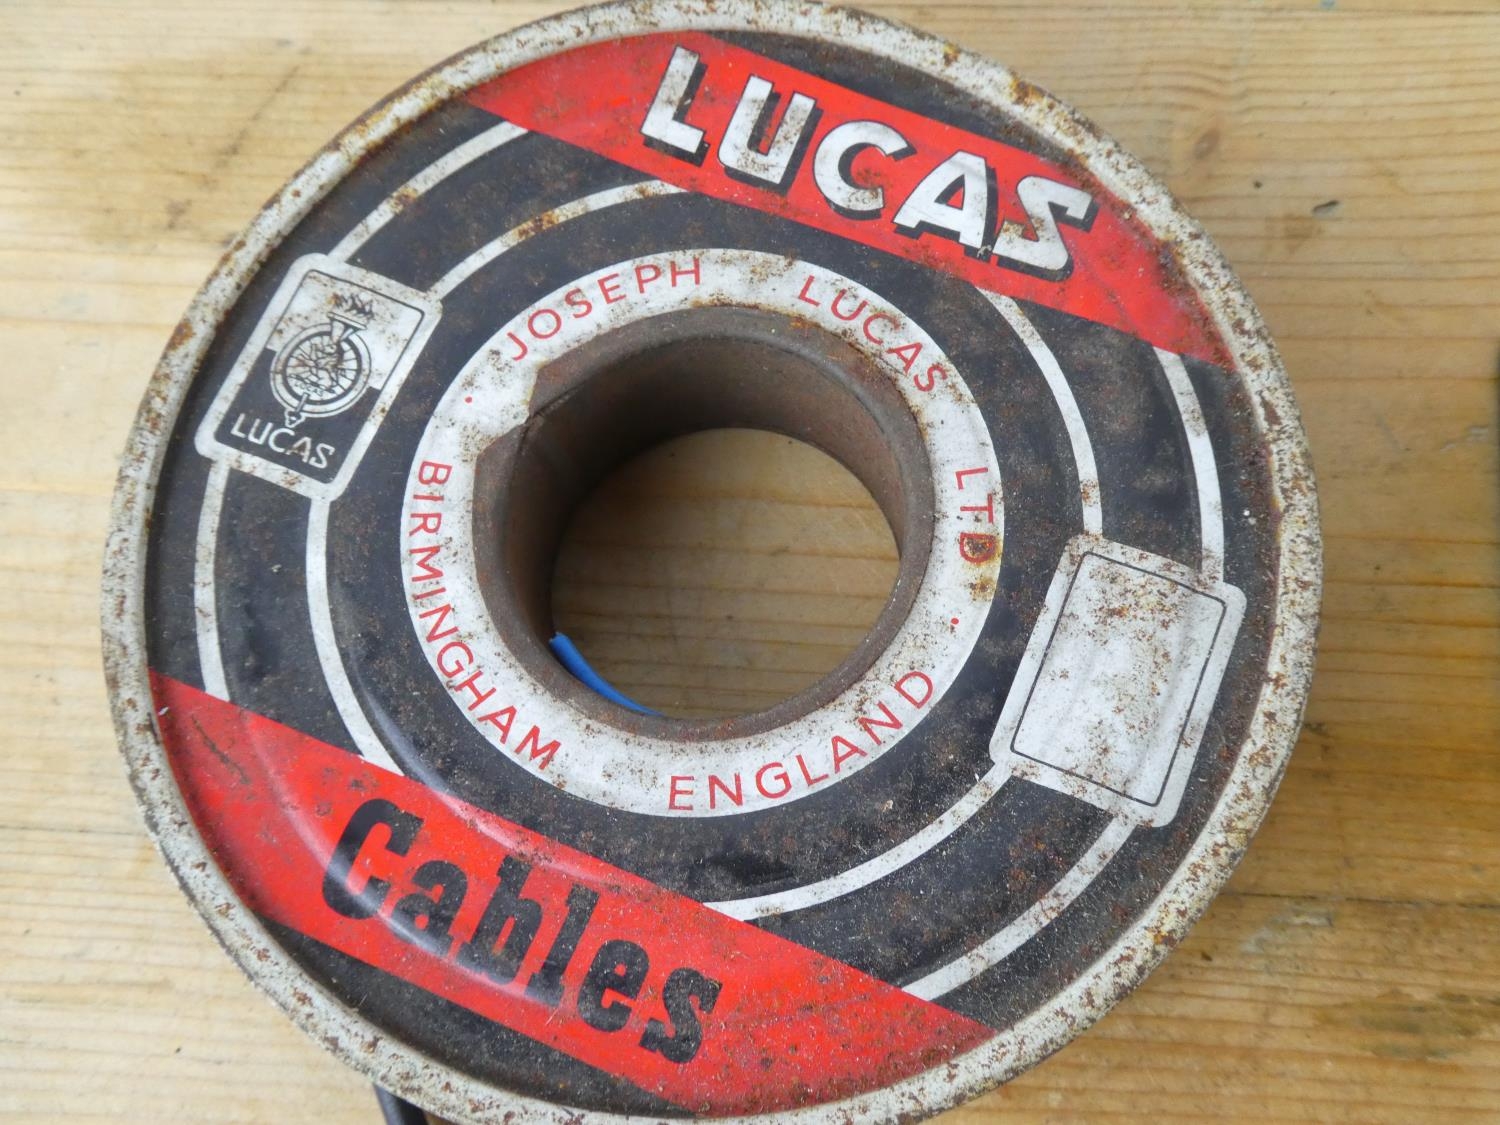 LUCAS
JOSEPH LUCAS LTD.
BIRMINGHAM ENGLAND
LUCAS
Cables